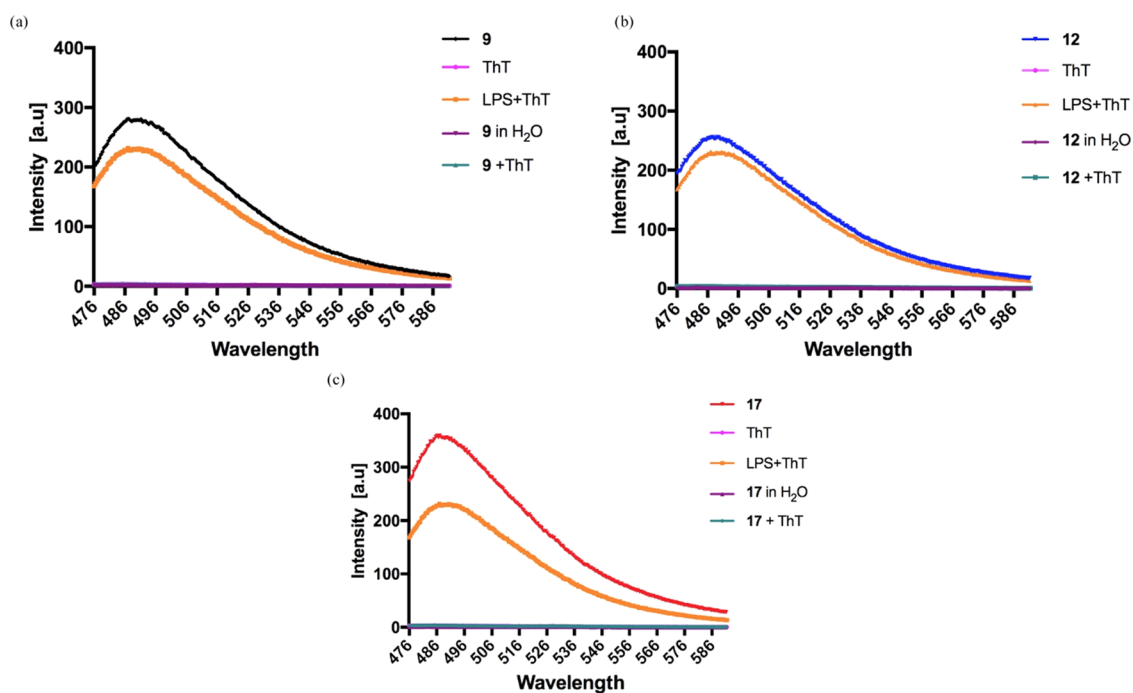 (a)
400
300
200
100
0
Intensity [a.u]
476 486 496 506 516 526 536 546 556 566 576 586
Wavelength
9
ThT
LPS+ThT
9 in H2O
9 +ThT
(b)
400
300
200
100
0
Intensity [a.u]
476 486 496 506 516 526 536 546 556 566 576 586
Wavelength
12
ThT
LPS+ThT
12 in H2O
12 +ThT
(c)
400
300
200
100
0
Intensity [a.u]
476 486 496 506 516 526 536 546 556 566 576 586
Wavelength
17
ThT
LPS+ThT
17 in H2O
17 + ThT